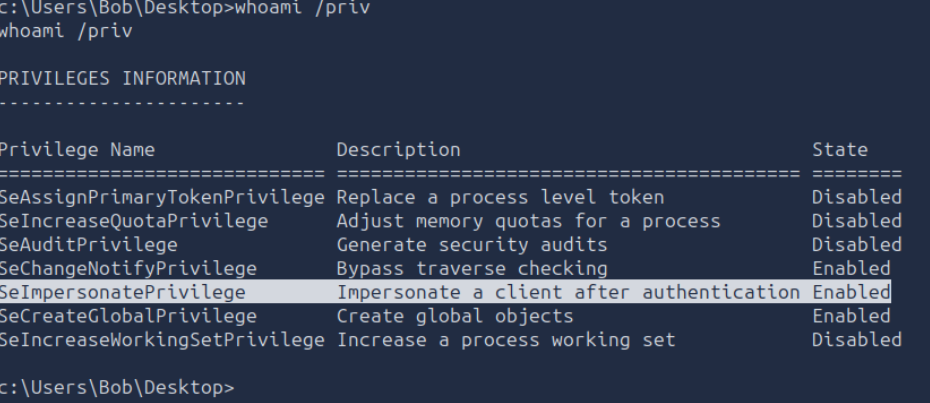 c:\Users\Bob\Desktop>whoami /priv
whoami /priv
PRIVILEGES INFORMATION
----------------------
Privilege Name                Description                               State
============================= ========================================= ========
SeAssignPrimaryTokenPrivilege Replace a process level token             Disabled
SeIncreaseQuotaPrivilege      Adjust memory quotas for a process        Disabled
SeAuditPrivilege              Generate security audits                  Disabled
SeChangeNotifyPrivilege       Bypass traverse checking                  Enabled
SeImpersonatePrivilege        Impersonate a client after authentication Enabled
SeCreateGlobalPrivilege       Create global objects                     Enabled
SeIncreaseWorkingSetPrivilege Increase a process working set            Disabled
c:\Users\Bob\Desktop>